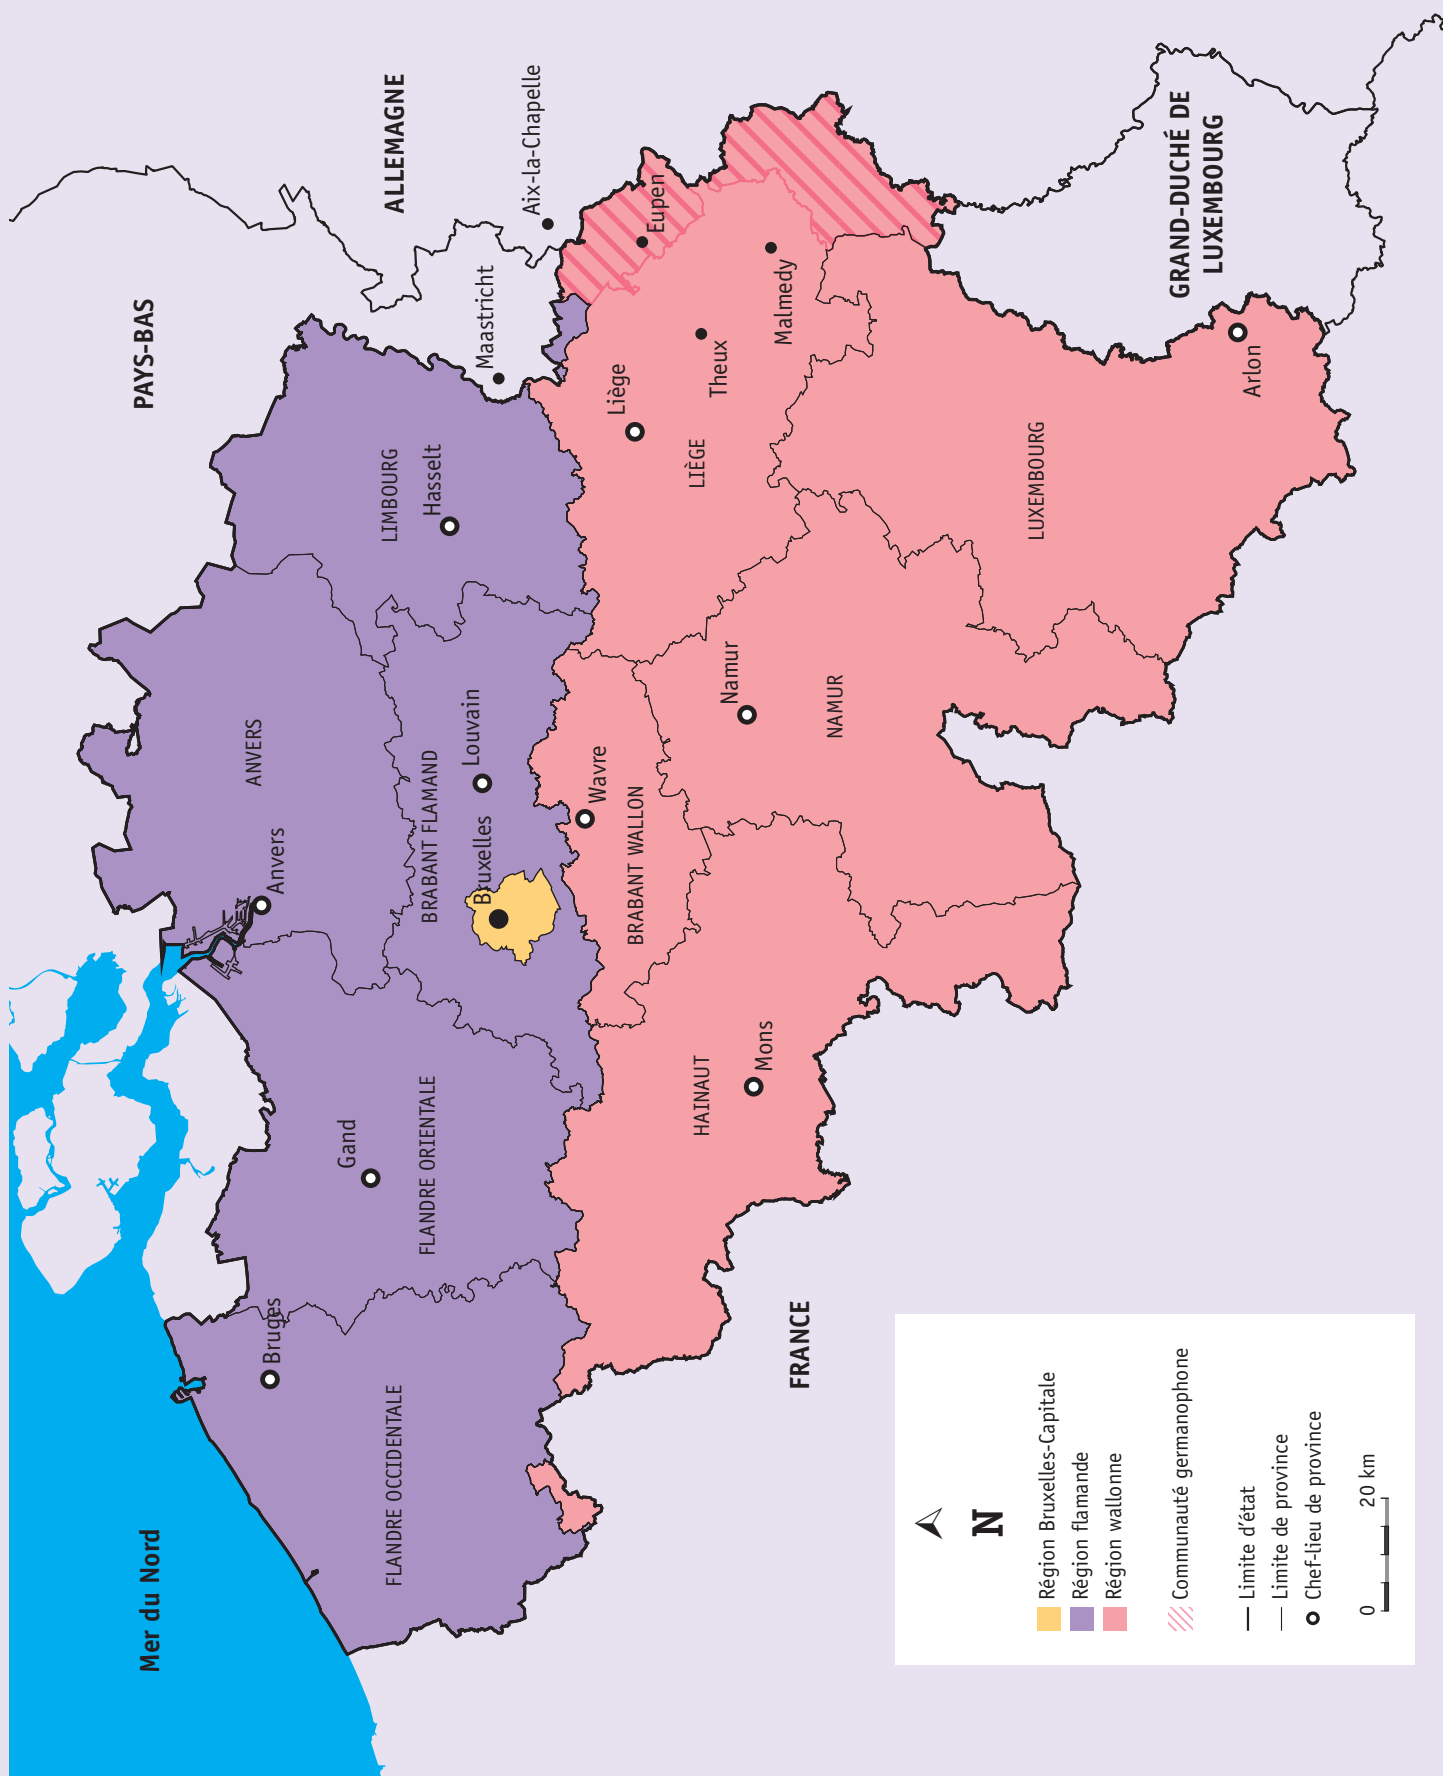 PAYS-BAS
ALLEMAGNE
Mer du Nord
Aix-la-Chapelle
Maastricht
Bruges
Anvers
ANVERS
Gand
LIMBOURG
Hasselt
FLANDRE OCCIDENTALE
FLANDRE ORIENTALE
BRABANT FLAMAND
Bruxelles
Louvain
Wavre
BRABANT WALLON
Liège
LIÈGE
Eupen
Theux
Malmedy
HAINAUT
Mons
Namur
NAMUR
FRANCE
LUXEMBOURG
Arlon
GRAND-DUCHÉ DE
LUXEMBOURG
N
Région Bruxelles-Capitale
Région flamande
Région wallonne
Communauté germanophone
Limite d'état
Limite de province
Chef-lieu de province
0 20 km